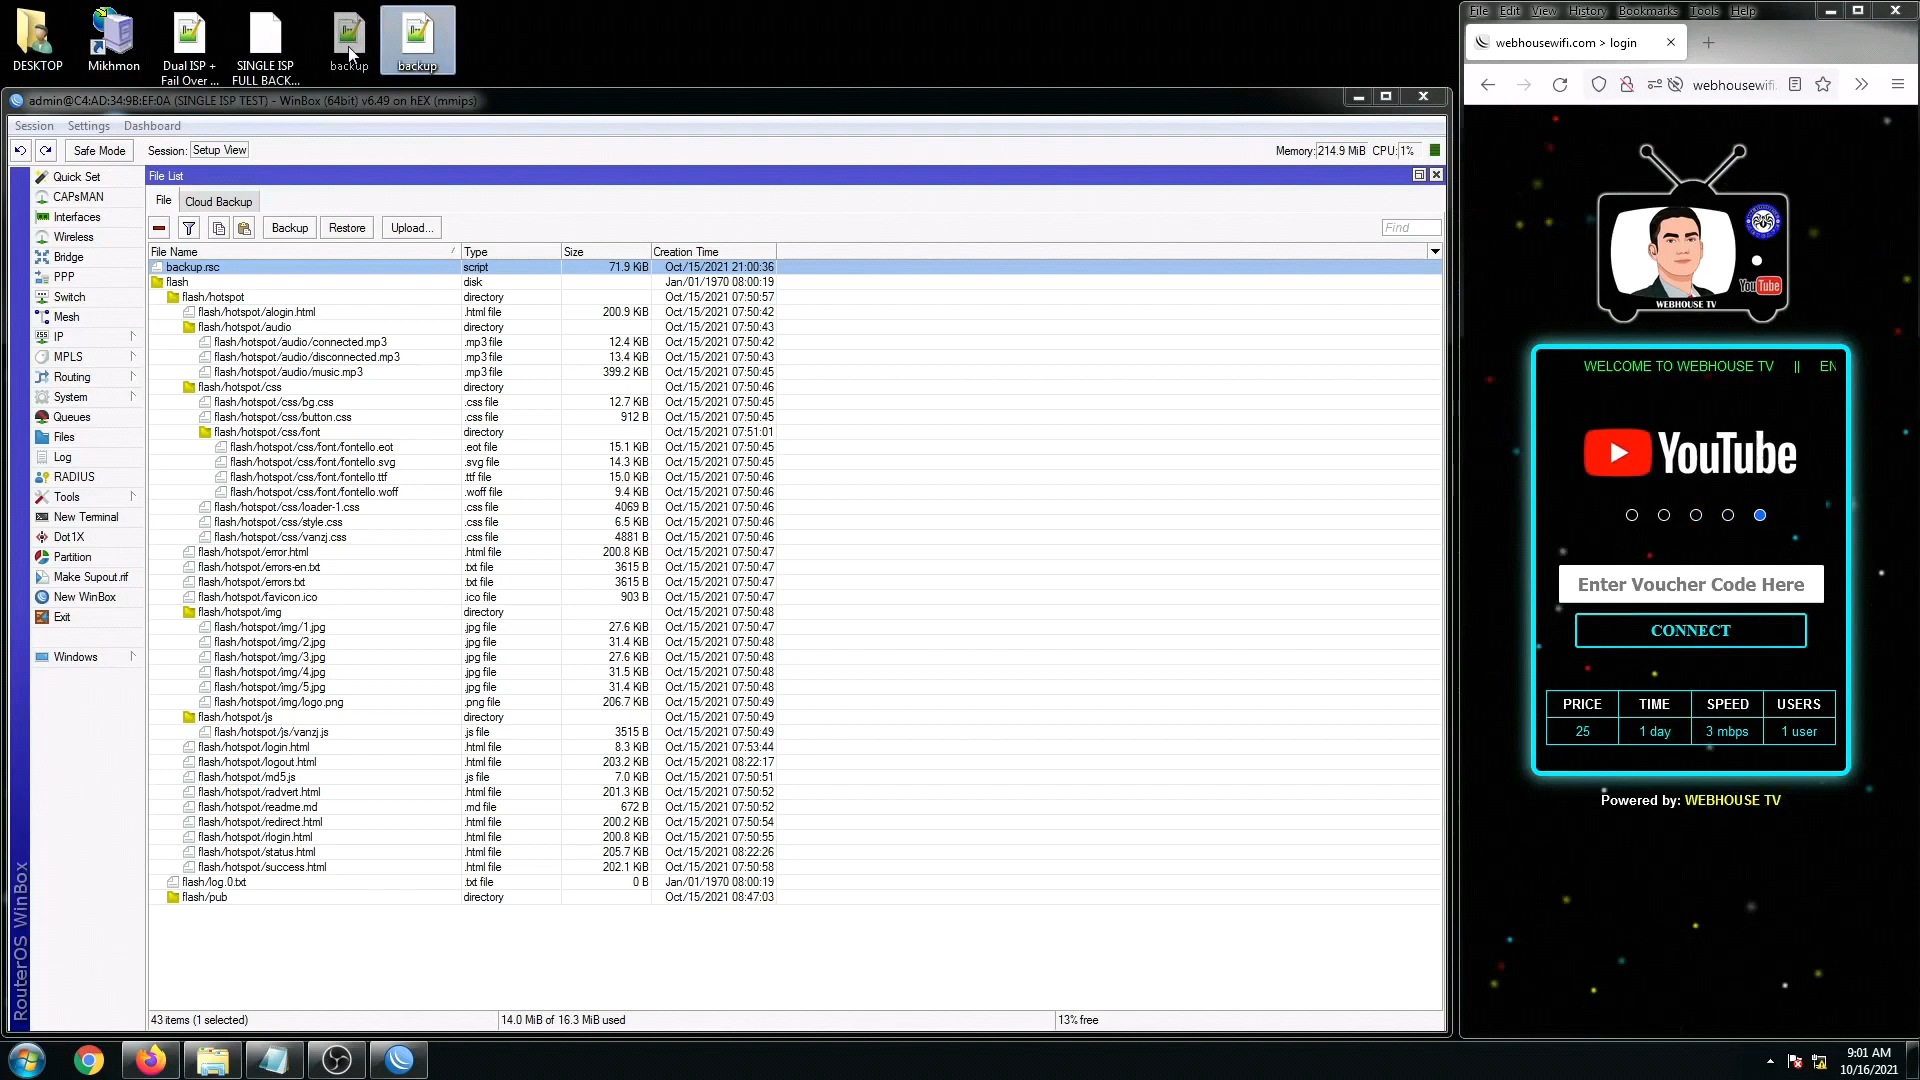 DESKTOP
Mikhmon
Dual ISP +
Fail Over ...
SINGLE ISP
FULL BACK...
backup
backup
admin@C4:AD:34:9B:EF:0A (SINGLE ISP TEST) - WinBox (64bit) v6.49 on hEX (mmips)
Session Settings Dashboard
Safe Mode
Session: Setup View
Memory: 214.9 MiB CPU: 1%
Quick Set
CAPsMAN
Interfaces
Wireless
Bridge
PPP
Switch
Mesh
IP
MPLS
Routing
System
Queues
Files
Log
RADIUS
Tools
New Terminal
Dot1X
Partition
Make Supout.rif
New WinBox
Exit
Windows
RouterOS WinBox
File List
File Cloud Backup
Backup Restore Upload... Find
File Name Type Size Creation Time
backup.rsc script 71.9 KiB Oct/15/2021 21:00:36
flash disk Jan/01/1970 08:00:19
flash/hotspot directory Oct/15/2021 07:50:57
flash/hotspot/alogin.html .html file 200.9 KiB Oct/15/2021 07:50:42
flash/hotspot/audio directory Oct/15/2021 07:50:43
flash/hotspot/audio/connected.mp3 .mp3 file 12.4 KiB Oct/15/2021 07:50:42
flash/hotspot/audio/disconnected.mp3 .mp3 file 13.4 KiB Oct/15/2021 07:50:43
flash/hotspot/audio/music.mp3 .mp3 file 399.2 KiB Oct/15/2021 07:50:45
flash/hotspot/css directory Oct/15/2021 07:50:46
flash/hotspot/css/bg.css .css file 12.7 KiB Oct/15/2021 07:50:45
flash/hotspot/css/button.css .css file 912 B Oct/15/2021 07:50:45
flash/hotspot/css/font directory Oct/15/2021 07:51:01
flash/hotspot/css/font/fontello.eot .eot file 15.1 KiB Oct/15/2021 07:50:45
flash/hotspot/css/font/fontello.svg .svg file 14.3 KiB Oct/15/2021 07:50:45
flash/hotspot/css/font/fontello.ttf .ttf file 15.0 KiB Oct/15/2021 07:50:46
flash/hotspot/css/font/fontello.woff .woff file 9.4 KiB Oct/15/2021 07:50:46
flash/hotspot/css/loader-1.css .css file 4069 B Oct/15/2021 07:50:46
flash/hotspot/css/style.css .css file 6.5 KiB Oct/15/2021 07:50:46
flash/hotspot/css/vanzj.css .css file 4881 B Oct/15/2021 07:50:46
flash/hotspot/error.html .html file 200.8 KiB Oct/15/2021 07:50:47
flash/hotspot/errors-en.txt .txt file 3615 B Oct/15/2021 07:50:47
flash/hotspot/errors.txt .txt file 3615 B Oct/15/2021 07:50:47
flash/hotspot/favicon.ico .ico file 903 B Oct/15/2021 07:50:47
flash/hotspot/img directory Oct/15/2021 07:50:48
flash/hotspot/img/1.jpg .jpg file 27.6 KiB Oct/15/2021 07:50:47
flash/hotspot/img/2.jpg .jpg file 31.4 KiB Oct/15/2021 07:50:48
flash/hotspot/img/3.jpg .jpg file 27.6 KiB Oct/15/2021 07:50:48
flash/hotspot/img/4.jpg .jpg file 31.5 KiB Oct/15/2021 07:50:48
flash/hotspot/img/5.jpg .jpg file 31.4 KiB Oct/15/2021 07:50:48
flash/hotspot/img/logo.png .png file 206.7 KiB Oct/15/2021 07:50:49
flash/hotspot/js directory Oct/15/2021 07:50:49
flash/hotspot/js/vanzj.js .js file 3515 B Oct/15/2021 07:50:49
flash/hotspot/login.html .html file 8.3 KiB Oct/15/2021 07:53:44
flash/hotspot/logout.html .html file 203.2 KiB Oct/15/2021 08:22:17
flash/hotspot/md5.js .js file 7.0 KiB Oct/15/2021 07:50:51
flash/hotspot/radvert.html .html file 201.3 KiB Oct/15/2021 07:50:52
flash/hotspot/readme.md .md file 672 B Oct/15/2021 07:50:52
flash/hotspot/redirect.html .html file 200.2 KiB Oct/15/2021 07:50:54
flash/hotspot/rlogin.html .html file 200.8 KiB Oct/15/2021 07:50:55
flash/hotspot/status.html .html file 205.7 KiB Oct/15/2021 08:22:26
flash/hotspot/success.html .html file 202.1 KiB Oct/15/2021 07:50:58
flash/log.0.txt .txt file 0 B Jan/01/1970 08:00:19
flash/pub directory Oct/15/2021 08:47:03
43 items (1 selected) 14.0 MiB of 16.3 MiB used 13% free
File Edit View History Bookmarks Tools Help
webhousewifi.com > login
webhousewifi.
YouTube
WEBHOUSE TV
WELCOME TO WEBHOUSE TV || EN
YouTube
Enter Voucher Code Here
CONNECT
PRICE TIME SPEED USERS
25 1 day 3 mbps 1 user
Powered by: WEBHOUSE TV
9:01 AM
10/16/2021